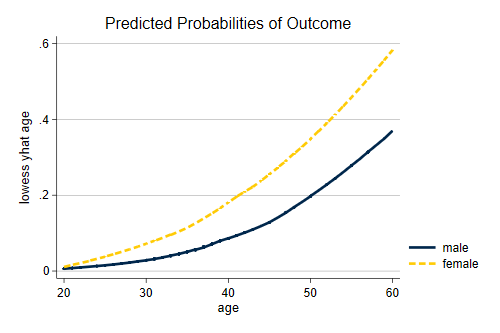 Predicted Probabilities of Outcome
.6
.4
.2
0
lowess yhat age
20 30 40 50 60
age
male
female